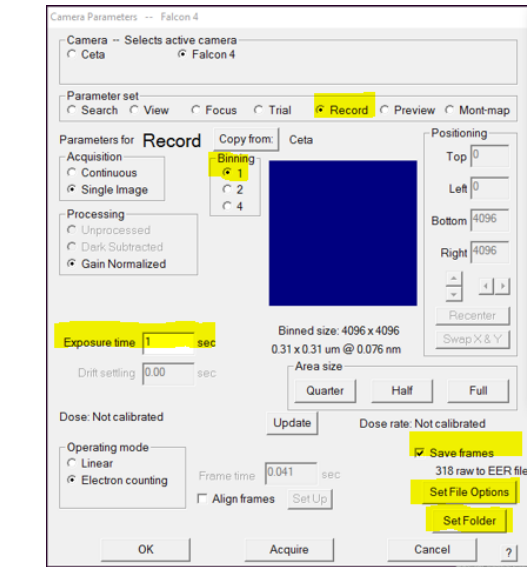 Camera Parameters -- Falcon 4
Camera -- Selects active camera
Ceta Falcon 4
Parameter set
Search View Focus Trial Record Preview Mont-map
Parameters for Record Copy from: Ceta
Acquisition
Continuous
Single Image
Binning
1
2
4
Processing
Unprocessed
Dark Subtracted
Gain Normalized
Positioning
Top 0
Left 0
Bottom 4096
Right 4096
Recenter
Swap X & Y
Exposure time 1 sec
Drift settling 0.00 sec
Binned size: 4096 x 4096
0.31 x 0.31 um @ 0.076 nm
Area size
Quarter Half Full
Dose: Not calibrated Update Dose rate: Not calibrated
Operating mode
Linear
Electron counting
Frame time 0.041 sec
Align frames Set Up
Save frames
318 raw to EER file
Set File Options
Set Folder
OK Acquire Cancel ?